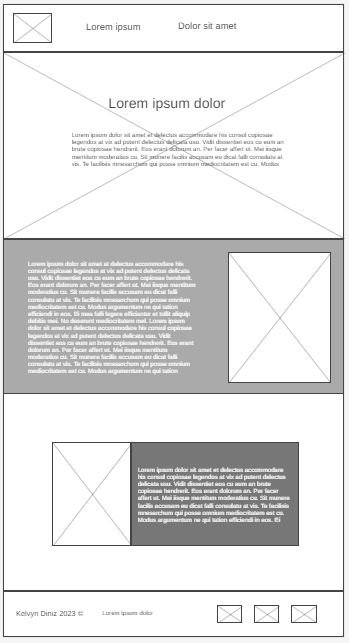 Lorem ipsum
Dolor sit amet
Lorem ipsum dolor
Lorem ipsum dolor sit amet et delectus accommodare his consul copiosae
legendos at vis ad putent delectus delicata usu. Vidit dissentiet eos cu eum an brute
copiosae hendrerit. Eos erant dolorum an. Per facer affert ut. Mei iisque
mentitum moderatius cu. Sit munere facilis accusam eu dicat falli consulatu at
vis. Te facilisis mnesarchum qui posse omnium mediocritatem est cu. Modus
Lorem ipsum dolor sit amet et delectus accommodare his
consul copiosae legendos at vis ad putent delectus delicata
usu. Vidit dissentiet eos cu eum an brute copiosae hendrerit.
Eos erant dolorum an. Per facer affert ut. Mei iisque mentitum
moderatius cu. Sit munere facilis accusam eu dicat falli
consulatu at vis. Te facilisis mnesarchum qui posse omnium
mediocritatem est cu. Modus argumentum ne qui tation
efficiendi in eos. Ei mea falli legere efficiantur et tollit aliquip
debitis mei. No deserunt mediocritatem mel. Lorem ipsum
dolor sit amet et delectus accommodare his consul copiosae
legendos at vis ad putent delectus delicata usu. Vidit
dissentiet eos cu eum an brute copiosae hendrerit. Eos erant
dolorum an. Per facer affert ut. Mei iisque mentitum
moderatius cu. Sit munere facilis accusam eu dicat falli
consulatu at vis. Te facilisis mnesarchum qui posse omnium
mediocritatem est cu. Modus argumentum ne qui tation
Lorem ipsum dolor sit amet et delectus accommodare
his consul copiosae legendos at vis ad putent delectus
delicata usu. Vidit dissentiet eos cu eum an brute
copiosae hendrerit. Eos erant dolorum an. Per facer
affert ut. Mei iisque mentitum moderatius cu. Sit munere
facilis accusam eu dicat falli consulatu at vis. Te facilisis
mnesarchum qui posse omnium mediocritatem est cu.
Modus argumentum ne qui tation efficiendi in eos. Ei
Kelvyn Diniz 2023 ©
Lorem ipsum dolor